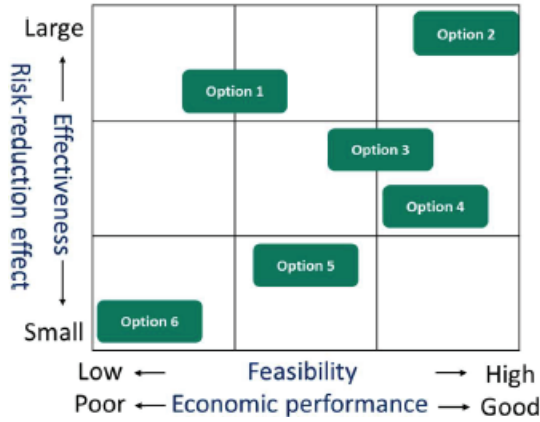 Large
Option 2
Option 1
Option 3
Option 4
Option 5
Option 6
Risk-reduction effect
Effectiveness
Small
Low Feasibility High
Poor Economic performance Good